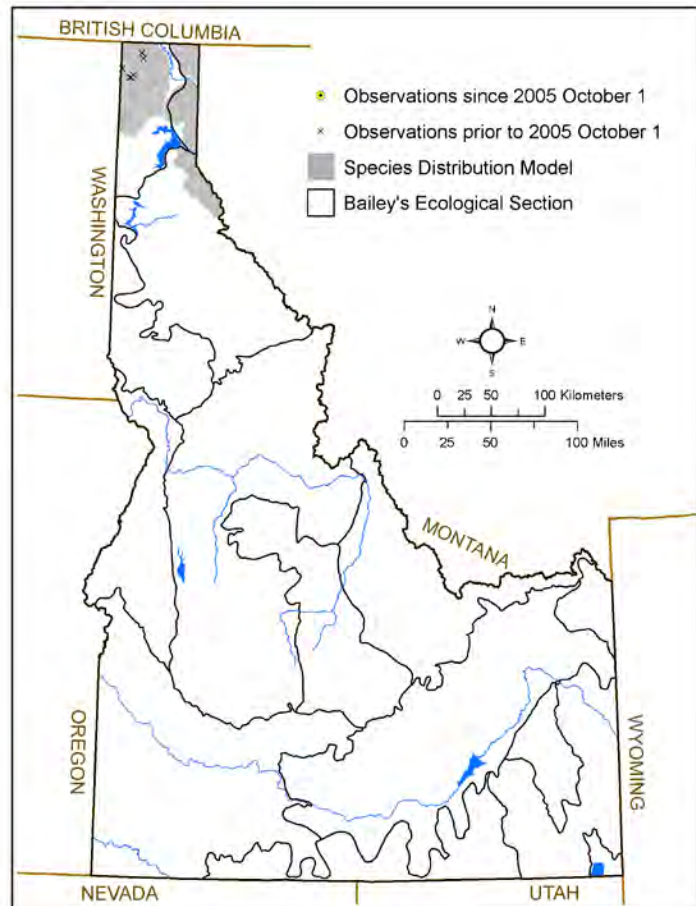 BRITISH COLUMBIA
Observations since 2005 October 1
Observations prior to 2005 October 1
Species Distribution Model
Bailey's Ecological Section
WASHINGTON
N
W E
S
0 25 50 100 Kilometers
0 25 50 100 Miles
MONTANA
OREGON
WYOMING
NEVADA
UTAH